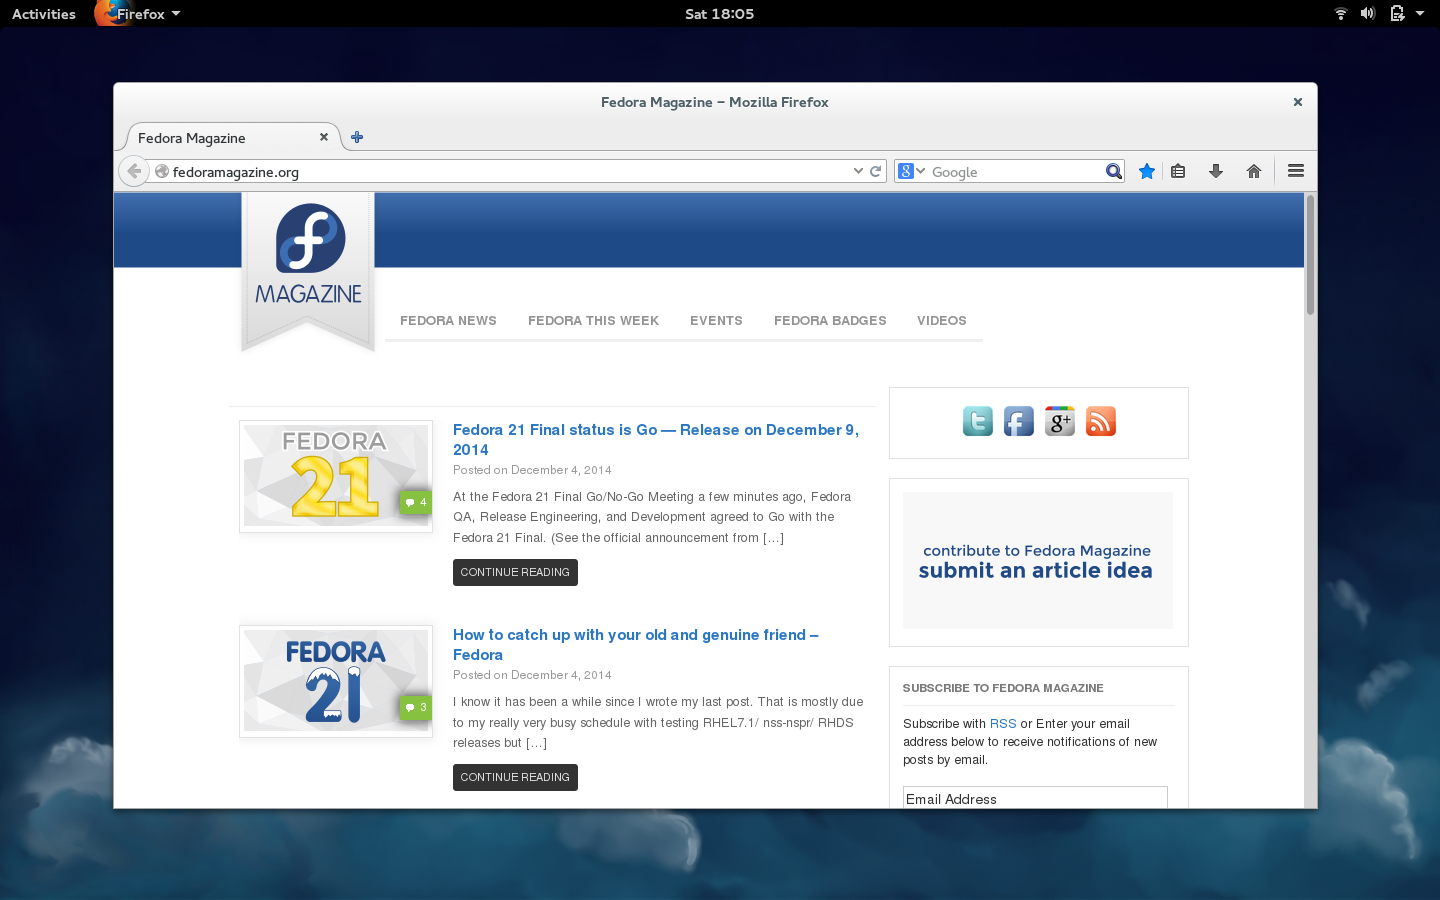 Activities
Firefox
Sat 18:05
Fedora Magazine – Mozilla Firefox
Fedora Magazine
fedoramagazine.org
8
Google
f
MAGAZINE
FEDORA NEWS
FEDORA THIS WEEK
EVENTS
FEDORA BADGES
VIDEOS
FEDORA
21
4
Fedora 21 Final status is Go — Release on December 9,
2014
Posted on December 4, 2014
At the Fedora 21 Final Go/No-Go Meeting a few minutes ago, Fedora
QA, Release Engineering, and Development agreed to Go with the
Fedora 21 Final. (See the official announcement from […]
CONTINUE READING
FEDORA
21
3
How to catch up with your old and genuine friend –
Fedora
Posted on December 4, 2014
I know it has been a while since I wrote my last post. That is mostly due
to my really very busy schedule with testing RHEL7.1/ nss-nspr/ RHDS
releases but […]
CONTINUE READING
t
f
g+
contribute to Fedora Magazine
submit an article idea
SUBSCRIBE TO FEDORA MAGAZINE
Subscribe with RSS or Enter your email
address below to receive notifications of new
posts by email.
Email Address